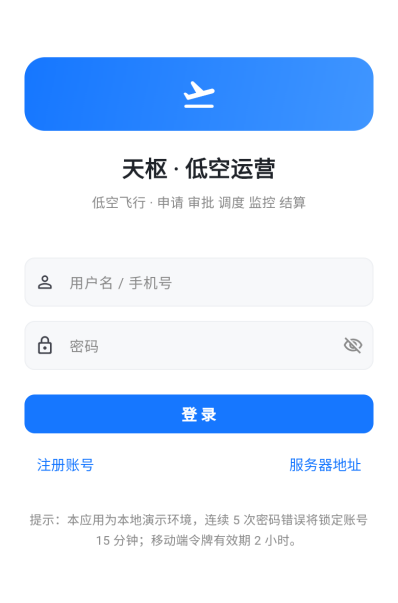 天枢 · 低空运营
低空飞行 · 申请 审批 调度 监控 结算
用户名 / 手机号
密码
登 录
注册账号
服务器地址
提示：本应用为本地演示环境，连续 5 次密码错误将锁定账号
15 分钟；移动端令牌有效期 2 小时。